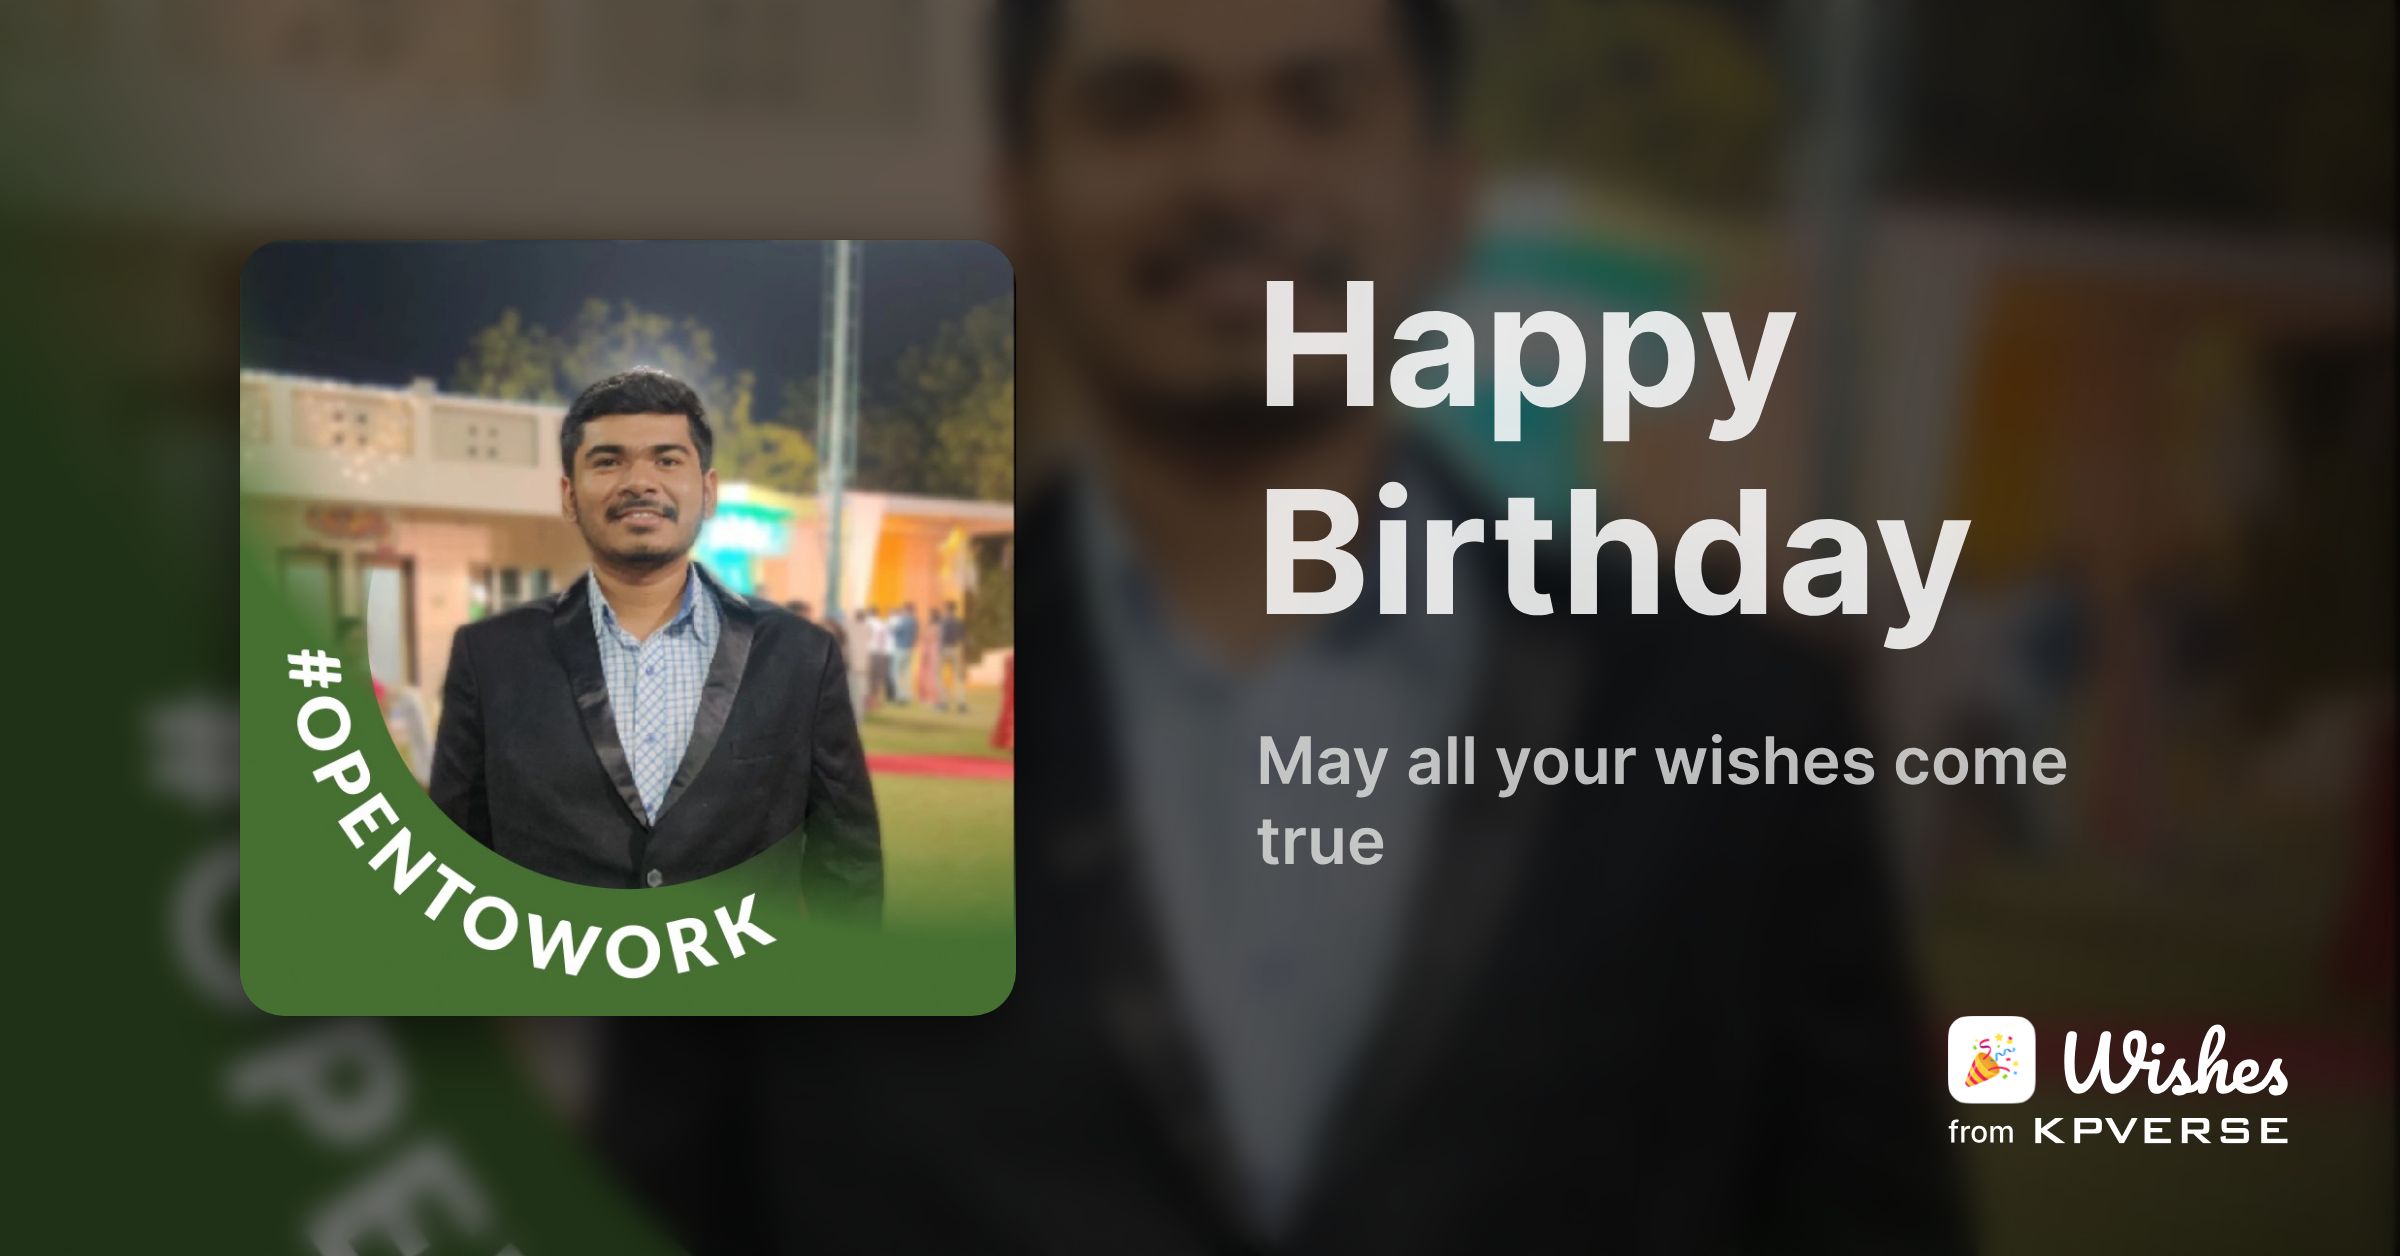 #OPENTOWORK
Happy
Birthday
May all your wishes come
true
Wishes
from KPVERSE